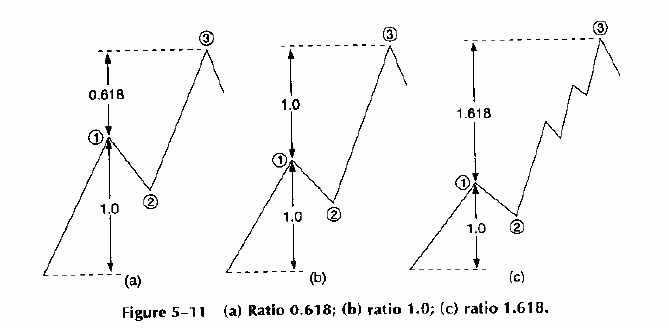 ③ ③ ③
0.618 1.0 1.618
① ① ①
② ② ②
1.0 1.0 1.0
(a) (b) (c)
Figure 5–11 (a) Ratio 0.618; (b) ratio 1.0; (c) ratio 1.618.